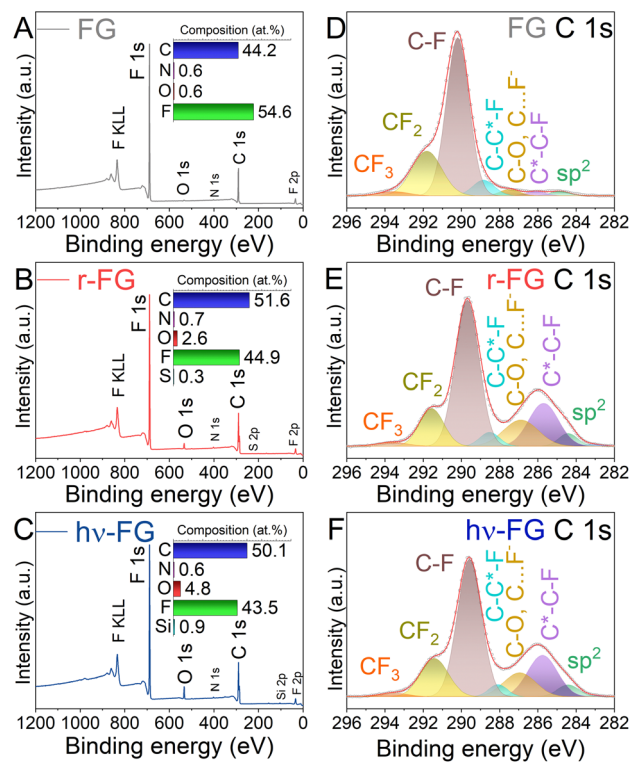 A
FG
Composition (at.%)
C 44.2
N 0.6
O 0.6
F 54.6
F KLL
F 1s
O 1s
N 1s
C 1s
F 2p
Intensity (a.u.)
1200 1000 800 600 400 200 0
Binding energy (eV)
D
FG C 1s
C-F
CF2
CF3
C-C*-F
C-O, C....F-
C*-C-F
sp2
Intensity (a.u.)
296 294 292 290 288 286 284 282
Binding energy (eV)
B
r-FG
Composition (at.%)
C 51.6
N 0.7
O 2.6
F 44.9
S 0.3
F KLL
F 1s
O 1s
N 1s
C 1s
S 2p
F 2p
Intensity (a.u.)
1200 1000 800 600 400 200 0
Binding energy (eV)
E
r-FG C 1s
C-F
CF2
CF3
C-C*-F
C-O, C....F-
C*-C-F
sp2
Intensity (a.u.)
296 294 292 290 288 286 284 282
Binding energy (eV)
C
hν-FG
Composition (at.%)
C 50.1
N 0.6
O 4.8
F 43.5
Si 0.9
F KLL
F 1s
O 1s
N 1s
C 1s
Si 2p
F 2p
Intensity (a.u.)
1200 1000 800 600 400 200 0
Binding energy (eV)
F
hν-FG C 1s
C-F
CF2
CF3
C-C*-F
C-O, C....F-
C*-C-F
sp2
Intensity (a.u.)
296 294 292 290 288 286 284 282
Binding energy (eV)